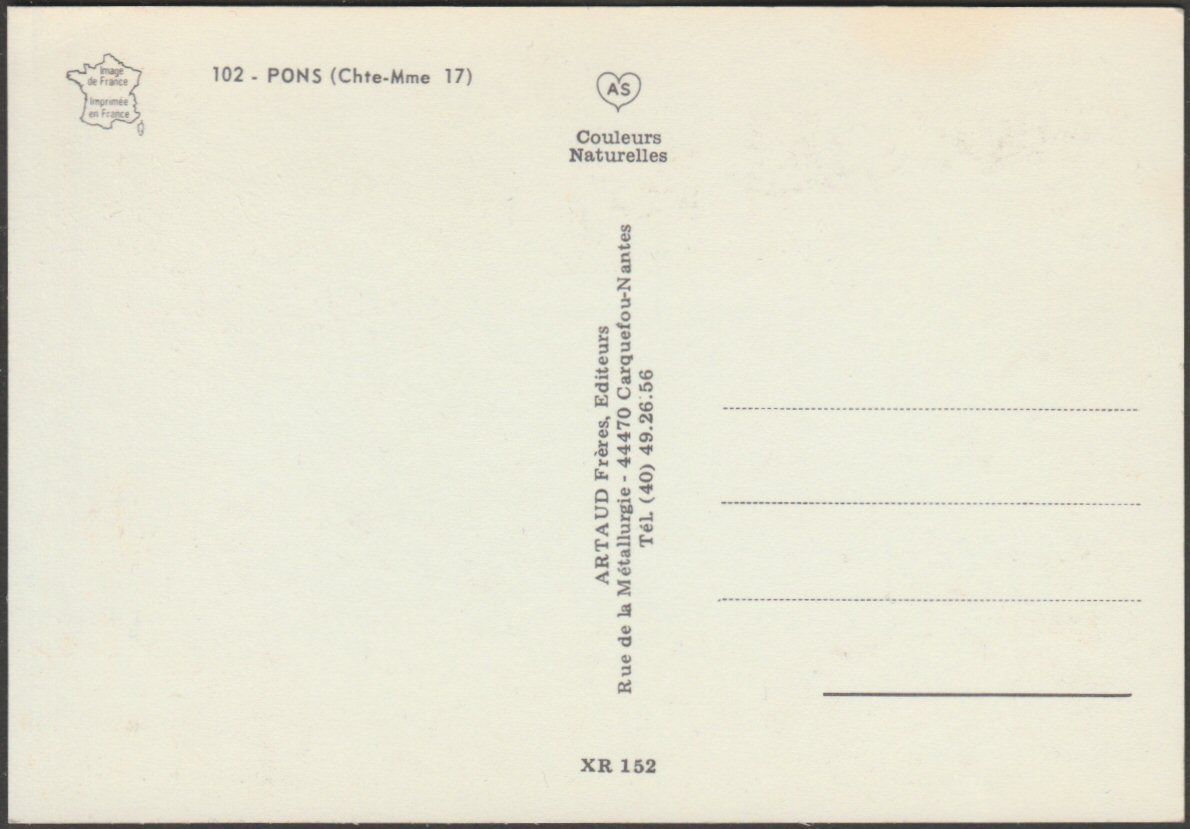 Image
de France
Imprimée
en France
102 - PONS (Chte-Mme 17)
AS
Couleurs
Naturelles
ARTAUD Frères, Editeurs
Rue de la Métallurgie - 44470 Carquefou-Nantes
Tél. (40) 49.26.56
XR 152